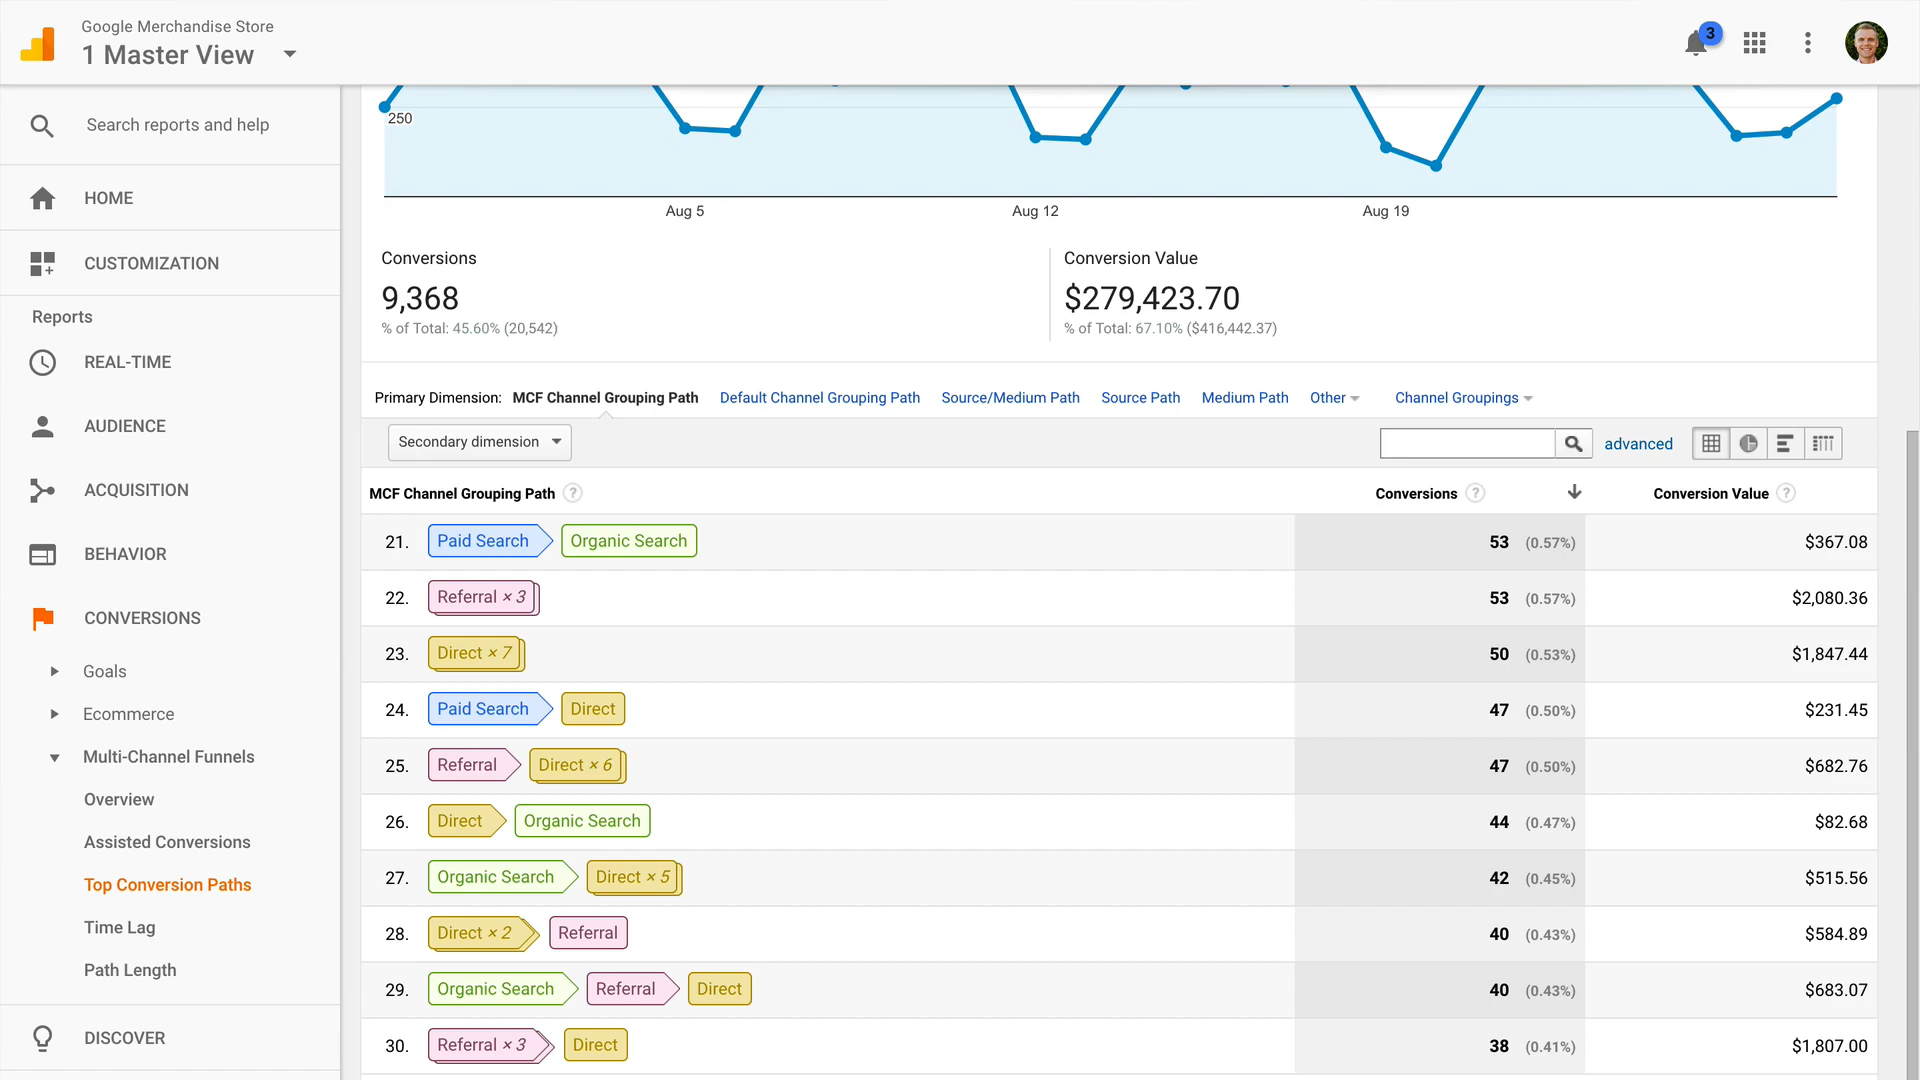 Google Merchandise Store
1 Master View
3
Search reports and help
HOME
CUSTOMIZATION
Reports
REAL-TIME
AUDIENCE
ACQUISITION
BEHAVIOR
CONVERSIONS
Goals
Ecommerce
Multi-Channel Funnels
Overview
Assisted Conversions
Top Conversion Paths
Time Lag
Path Length
DISCOVER
250
Aug 5 Aug 12 Aug 19
Conversions
9,368
% of Total: 45.60% (20,542)
Conversion Value
$279,423.70
% of Total: 67.10% ($416,442.37)
Primary Dimension: MCF Channel Grouping Path Default Channel Grouping Path Source/Medium Path Source Path Medium Path Other Channel Groupings
Secondary dimension advanced
MCF Channel Grouping Path ? Conversions ? Conversion Value ?
21. Paid Search Organic Search 53 (0.57%) $367.08
22. Referral × 3 53 (0.57%) $2,080.36
23. Direct × 7 50 (0.53%) $1,847.44
24. Paid Search Direct 47 (0.50%) $231.45
25. Referral Direct × 6 47 (0.50%) $682.76
26. Direct Organic Search 44 (0.47%) $82.68
27. Organic Search Direct × 5 42 (0.45%) $515.56
28. Direct × 2 Referral 40 (0.43%) $584.89
29. Organic Search Referral Direct 40 (0.43%) $683.07
30. Referral × 3 Direct 38 (0.41%) $1,807.00